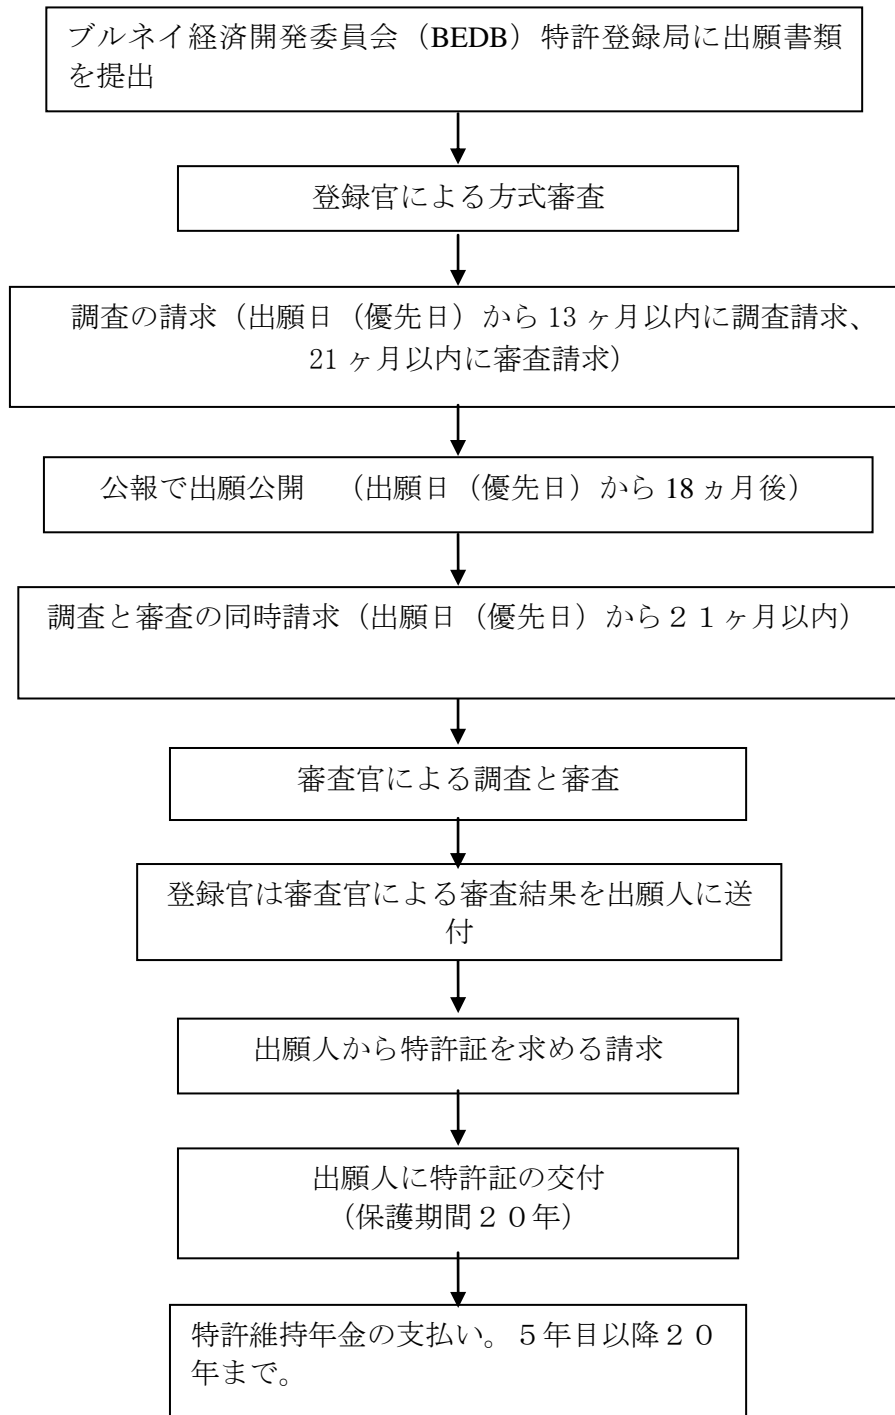 ブルネイ経済開発委員会（BEDB）特許登録局に出願書類
を提出
登録官による方式審査
調査の請求（出願日（優先日）から 13 ヶ月以内に調査請求、
21 ヶ月以内に審査請求）
公報で出願公開　（出願日（優先日）から 18 ヵ月後）
調査と審査の同時請求（出願日（優先日）から２１ヶ月以内）
審査官による調査と審査
登録官は審査官による審査結果を出願人に送
付
出願人から特許証を求める請求
出願人に特許証の交付
（保護期間２０年）
特許維持年金の支払い。５年目以降２０
年まで。